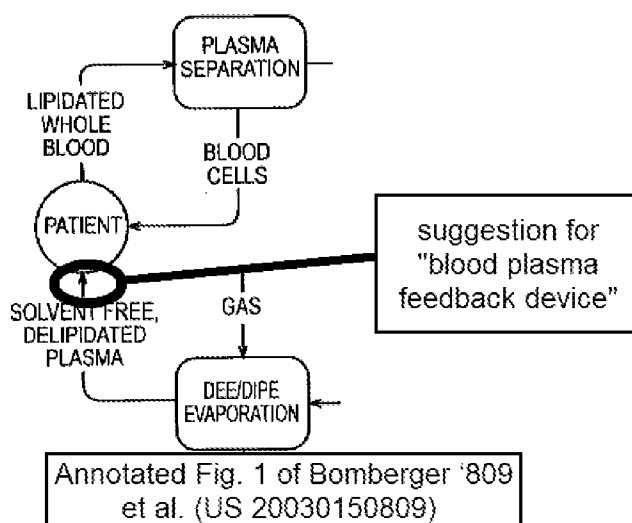 PLASMA
SEPARATION
LIPIDATED
WHOLE
BLOOD
BLOOD
CELLS
PATIENT
suggestion for
"blood plasma
feedback device"
SOLVENT FREE,
DELIPIDATED
PLASMA
GAS
DEE/DIPE
EVAPORATION
Annotated Fig. 1 of Bomberger ‘809
et al. (US 20030150809)